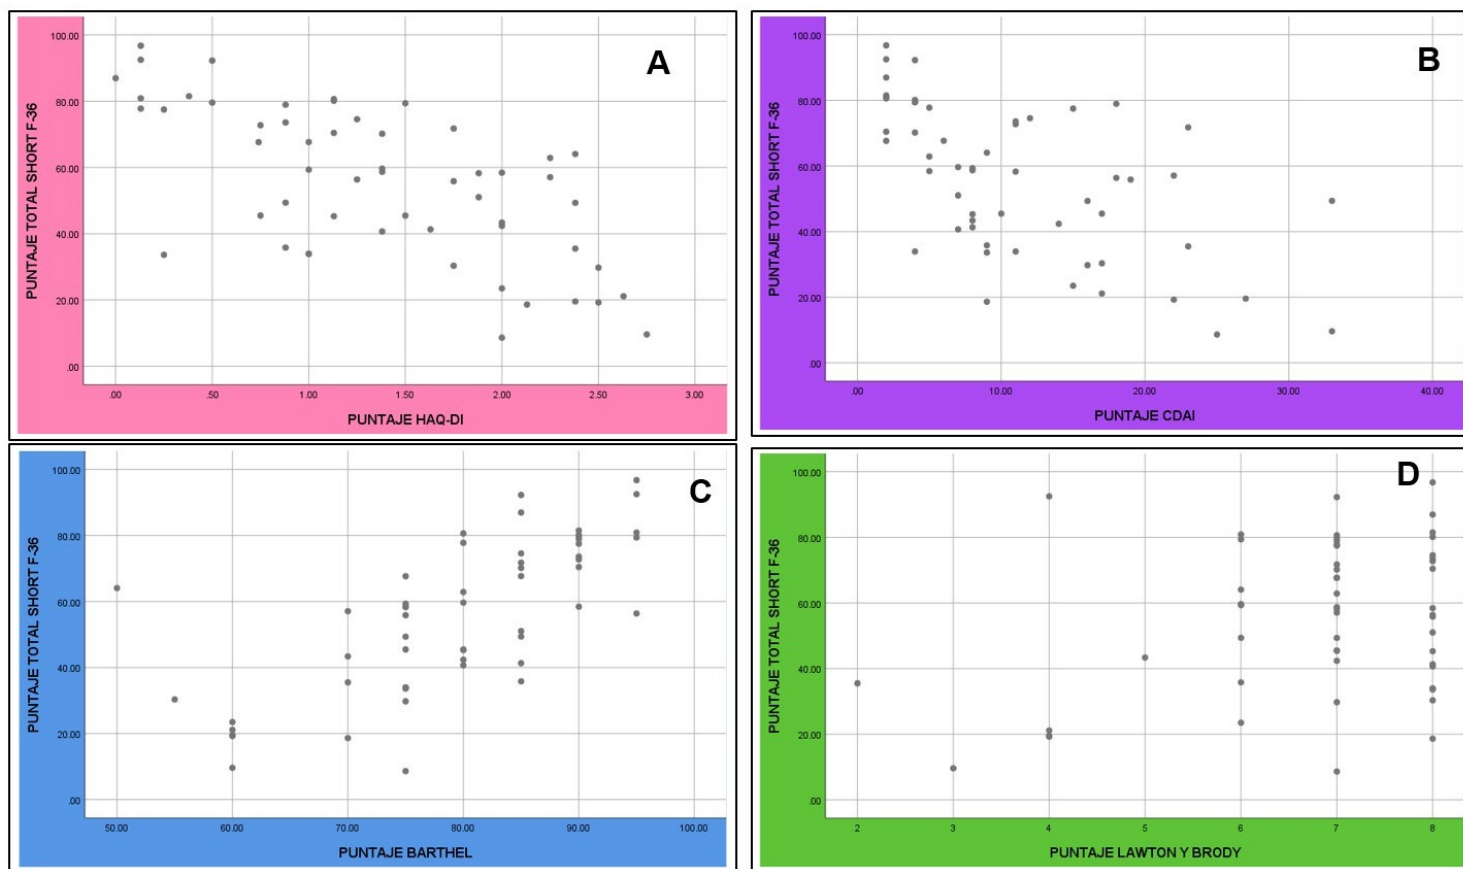 A
PUNTAJE TOTAL SHORT F-36
100.00
80.00
60.00
40.00
20.00
.00
.00 .50 1.00 1.50 2.00 2.50 3.00
PUNTAJE HAQ-DI
B
PUNTAJE TOTAL SHORT F-36
100.00
80.00
60.00
40.00
20.00
.00
.00 10.00 20.00 30.00 40.00
PUNTAJE CDAI
C
PUNTAJE TOTAL SHORT F-36
100.00
80.00
60.00
40.00
20.00
.00
50.00 60.00 70.00 80.00 90.00 100.00
PUNTAJE BARTHEL
D
PUNTAJE TOTAL SHORT F-36
100.00
80.00
60.00
40.00
20.00
.00
2 3 4 5 6 7 8
PUNTAJE LAWTON Y BRODY